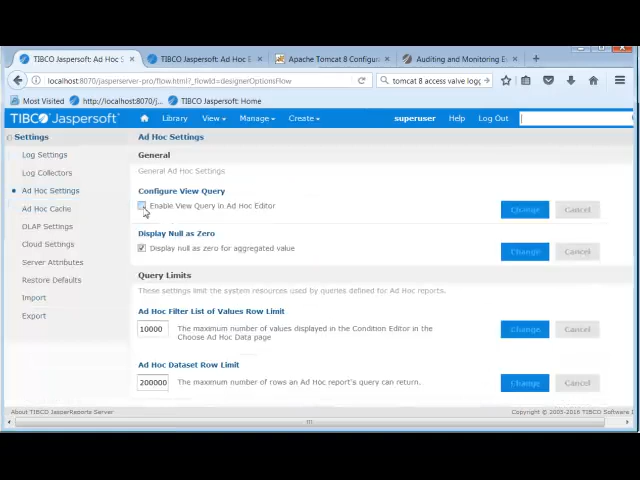 TIBCO Jaspersoft: Ad Hoc S
TIBCO Jaspersoft: Ad Hoc E
Apache Tomcat 8 Configur
Auditing and Monitoring E
localhost:8070/jasperserver-pro/flow.html?_flowId=designerOptionsFlow
tomcat 8 access valve logg
Most Visited
http://localhost:8070/j...
TIBCO Jaspersoft: Home
TIBCO Jaspersoft
Library
View
Manage
Create
superuser
Help
Log Out
Settings
Log Settings
Log Collectors
Ad Hoc Settings
Ad Hoc Cache
OLAP Settings
Cloud Settings
Server Attributes
Restore Defaults
Import
Export
Ad Hoc Settings
General
General Ad Hoc Settings
Configure View Query
Enable View Query in Ad Hoc Editor
Change
Cancel
Display Null as Zero
Display null as zero for aggregated value
Change
Cancel
Query Limits
These settings limit the system resources used by queries defined for Ad Hoc reports.
Ad Hoc Filter List of Values Row Limit
10000
The maximum number of values displayed in the Condition Editor in the
Choose Ad Hoc Data page
Change
Cancel
Ad Hoc Dataset Row Limit
200000
The maximum number of rows an Ad Hoc report's query can return.
Change
Cancel
About TIBCO JasperReports Server
Copyright © 2005-2016 TIBCO Software